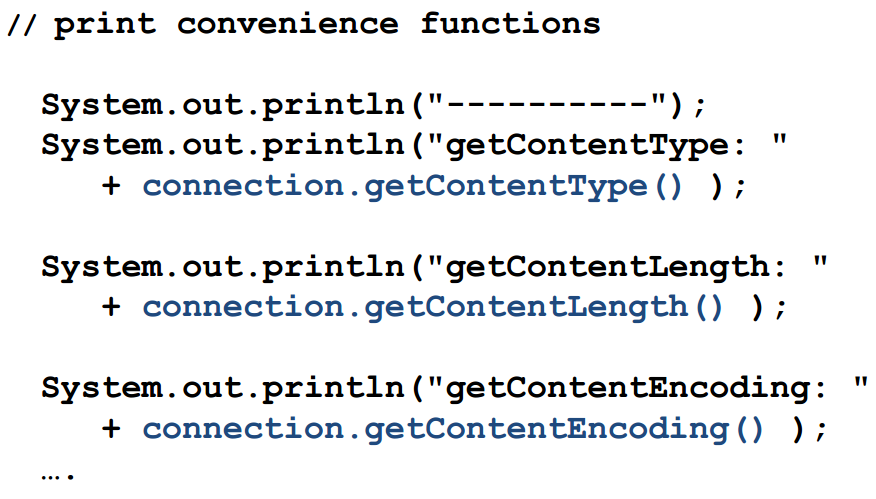 // print convenience functions
System.out.println("----------");
System.out.println("getContentType: "
+ connection.getContentType() );
System.out.println("getContentLength: "
+ connection.getContentLength() );
System.out.println("getContentEncoding: "
+ connection.getContentEncoding() );
….